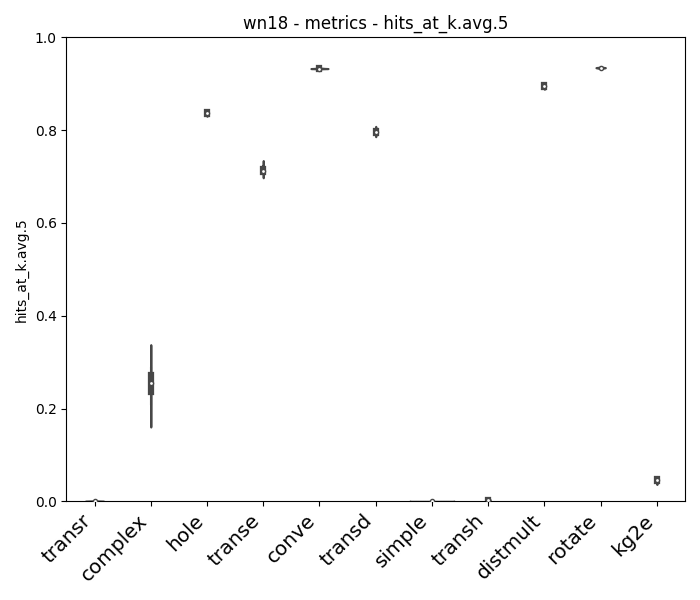 wn18 - metrics - hits_at_k.avg.5
1.0
0.8
0.6
0.4
0.2
0.0
hits_at_k.avg.5
transr
complex
hole
transe
conve
transd
simple
transh
distmult
rotate
kg2e